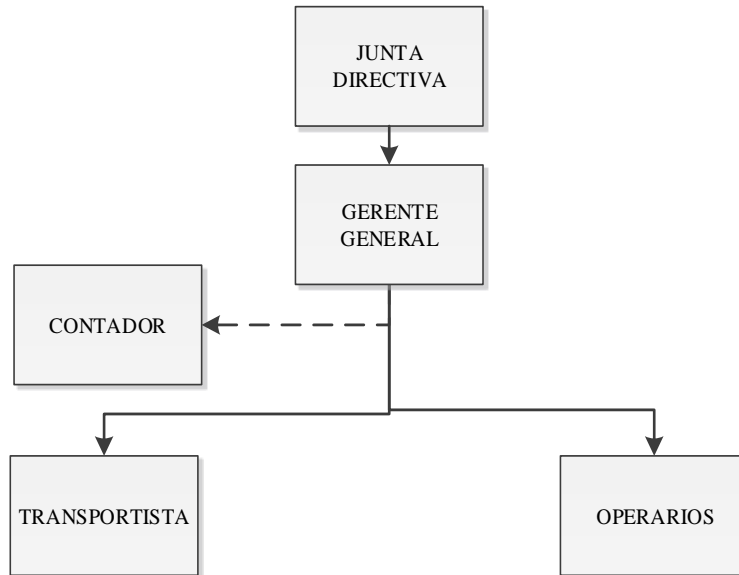 JUNTA
DIRECTIVA
GERENTE
GENERAL
CONTADOR
TRANSPORTISTA
OPERARIOS